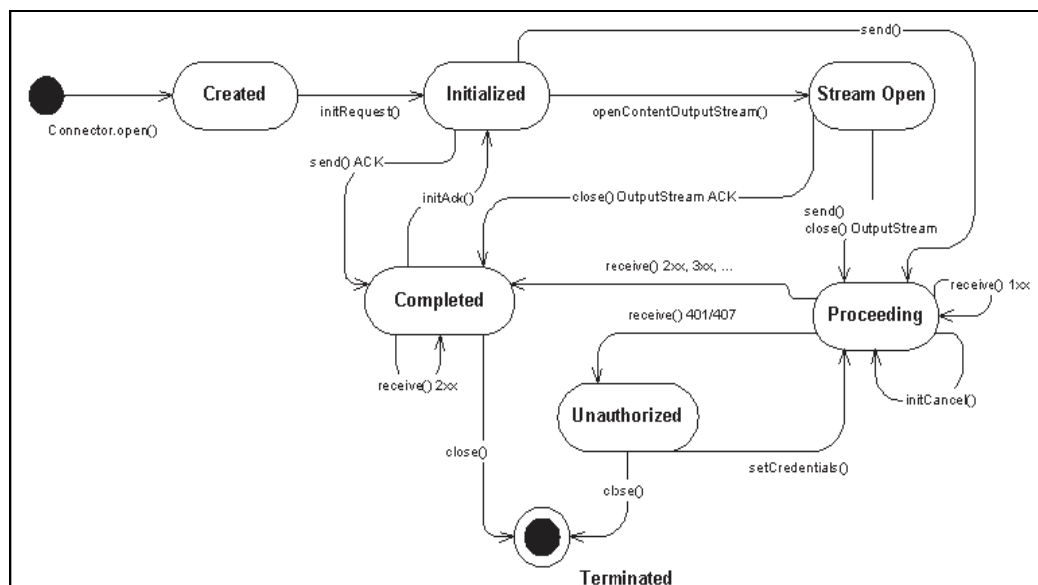 send()
Created
Initialized
Stream Open
Connector.open()
initRequest()
openContentOutputStream()
send() ACK
initAck()
close() OutputStream ACK
send()
close() OutputStream
receive() 2xx, 3xx, ...
receive() 1xx
Completed
Proceeding
receive() 401/407
receive() 2xx
initCancel()
Unauthorized
close()
setCredentials()
close()
Terminated